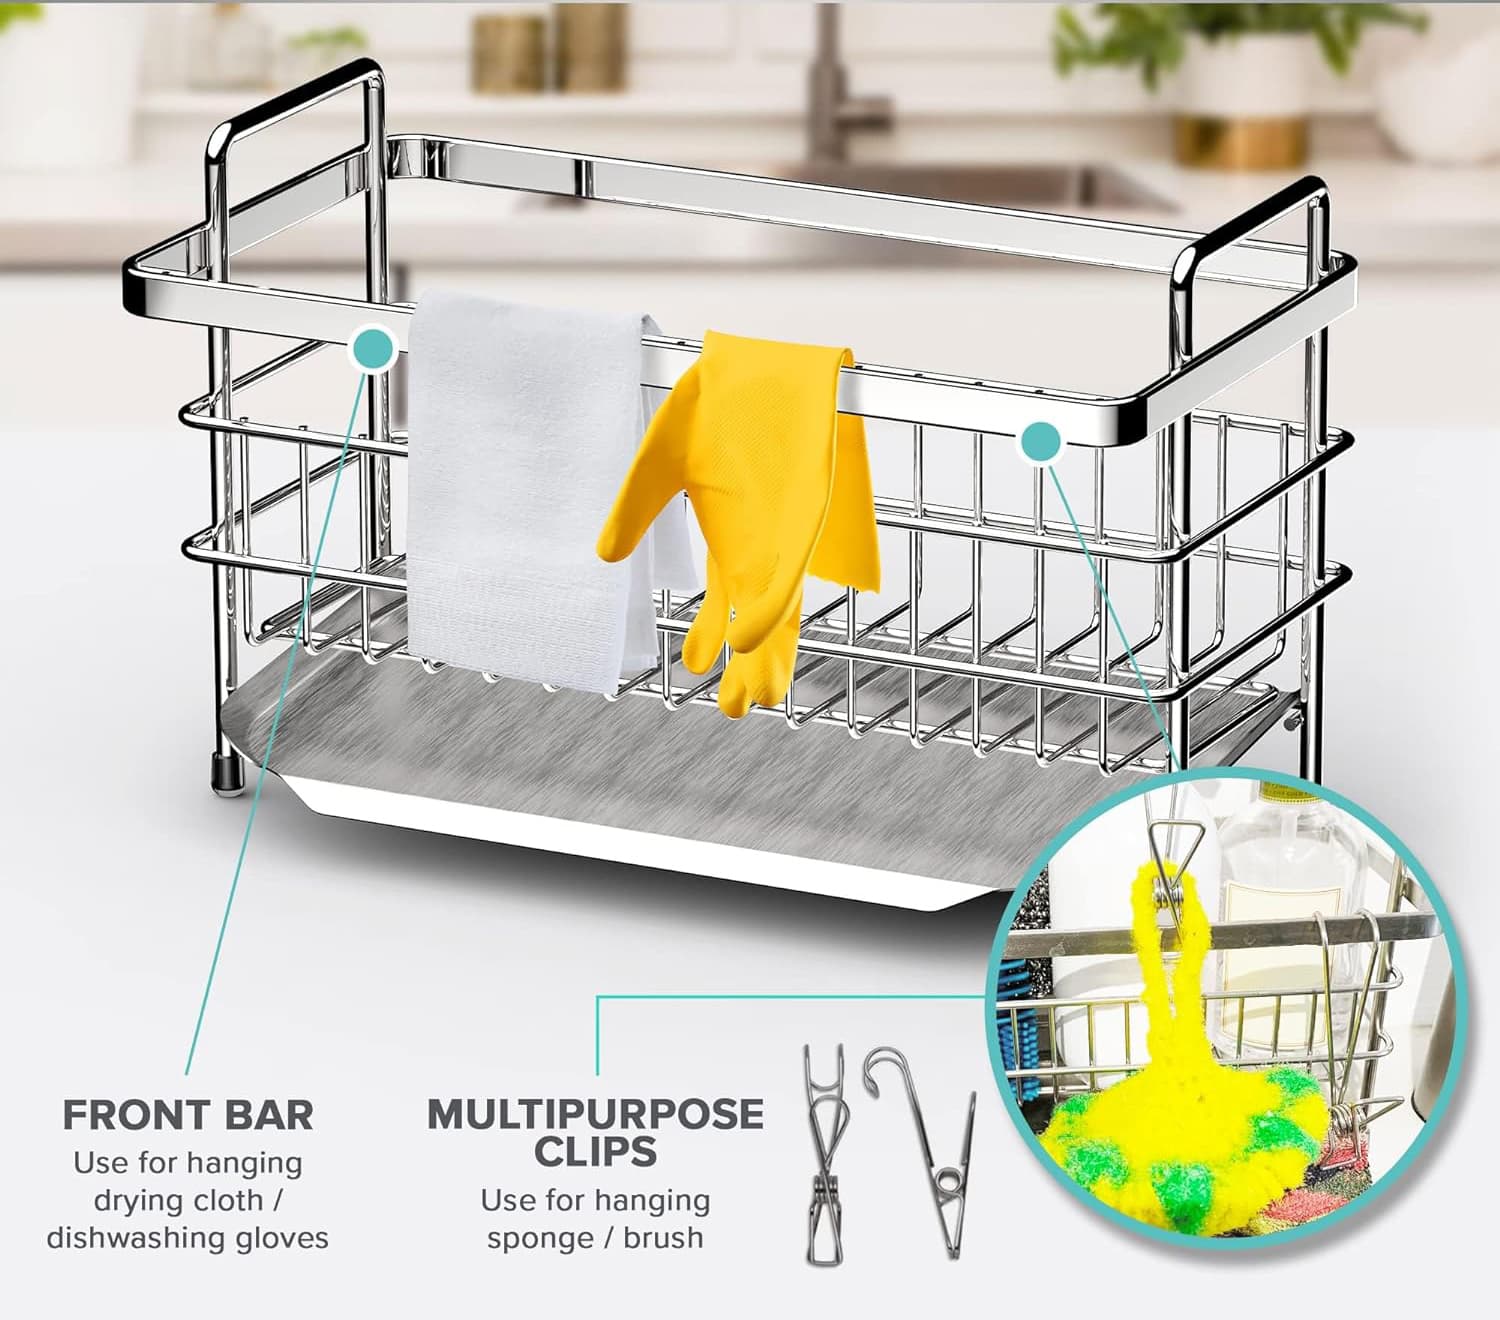 FRONT BAR
Use for hanging
drying cloth /
dishwashing gloves
MULTIPURPOSE
CLIPS
Use for hanging
sponge / brush